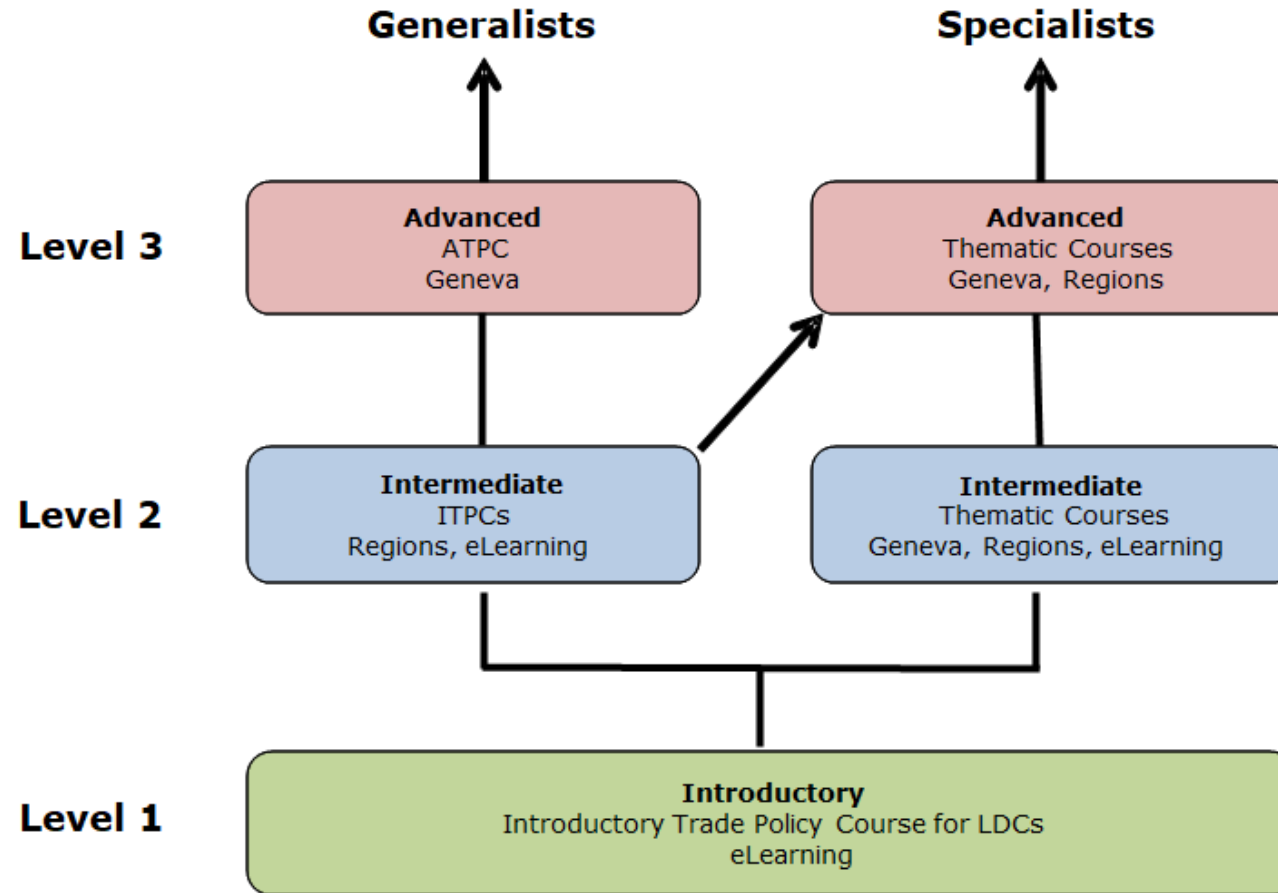 Generalists
Specialists
Level 3
Advanced
ATPC
Geneva
Advanced
Thematic Courses
Geneva, Regions
Level 2
Intermediate
ITPCs
Regions, eLearning
Intermediate
Thematic Courses
Geneva, Regions, eLearning
Level 1
Introductory
Introductory Trade Policy Course for LDCs
eLearning